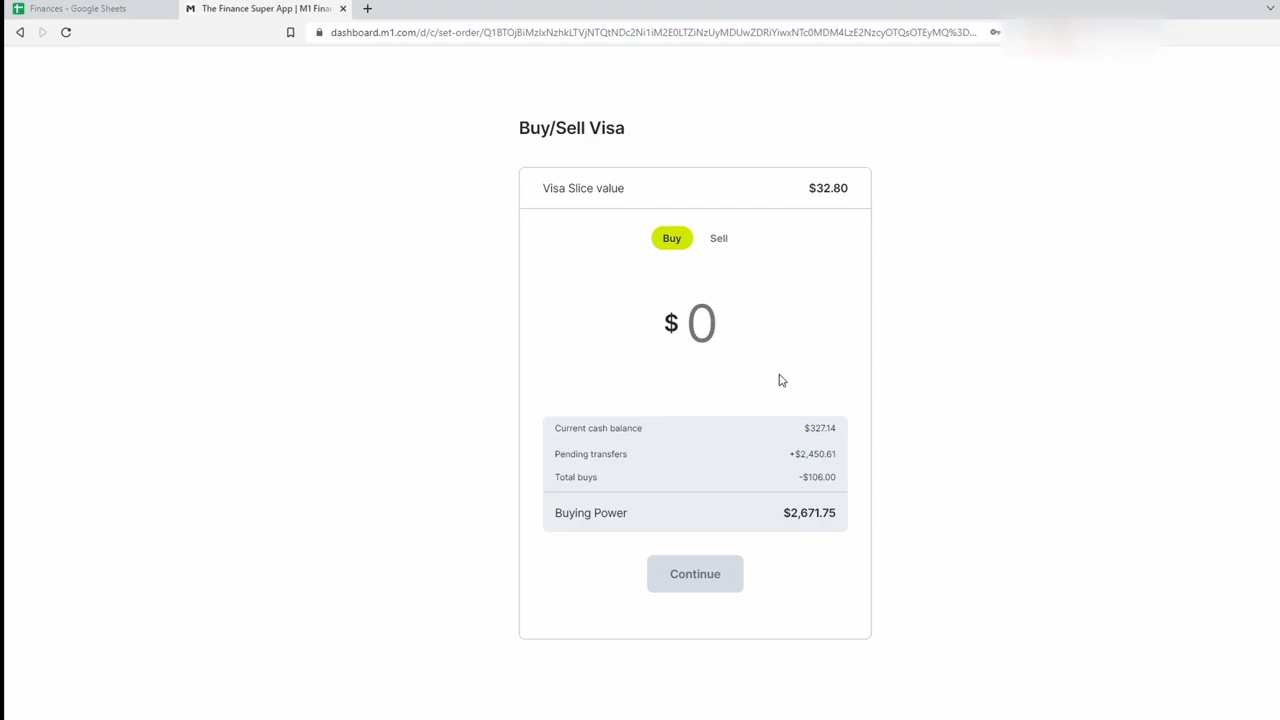 Finances - Google Sheets
The Finance Super App | M1 Finan
dashboard.m1.com/d/c/set-order/
Buy/Sell Visa
Visa Slice value $32.80
Buy Sell
$ 0
Current cash balance $327.14
Pending transfers +$2,450.61
Total buys -$106.00
Buying Power $2,671.75
Continue